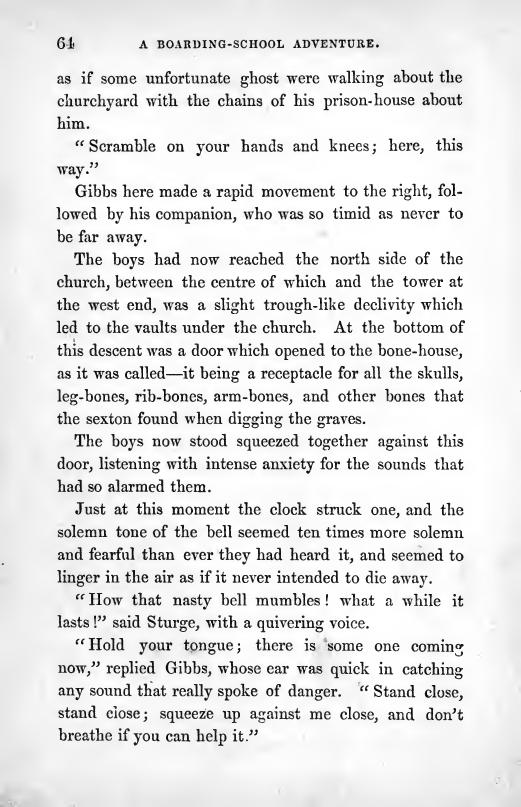 64 A BOARDING-SCHOOL ADVENTURE.
as if some unfortunate ghost were walking about the
churchyard with the chains of his prison-house about
him.
“Scramble on your hands and knees; here, this
way.”
Gibbs here made a rapid movement to the right, fol-
lowed by his companion, who was so timid as never to
be far away.
The boys had now reached the north side of the
church, between the centre of which and the tower at
the west end, was a slight trough-like declivity which
led to the vaults under the church. At the bottom of
this descent was a door which opened to the bone-house,
as it was called—it being a receptacle for all the skulls,
leg-bones, rib-bones, arm-bones, and other bones that
the sexton found when digging the graves.
The boys now stood squeezed together against this
door, listening with intense anxiety for the sounds that
had so alarmed them.
Just at this moment the clock struck one, and the
solemn tone of the bell seemed ten times more solemn
and fearful than ever they had heard it, and seemed to
linger in the air as if it never intended to die away.
“How that nasty bell mumbles! what a while it
lasts!” said Sturge, with a quivering voice.
“Hold your tongue; there is some one coming
now,” replied Gibbs, whose ear was quick in catching
any sound that really spoke of danger. “Stand close,
stand close; squeeze up against me close, and don’t
breathe if you can help it.”